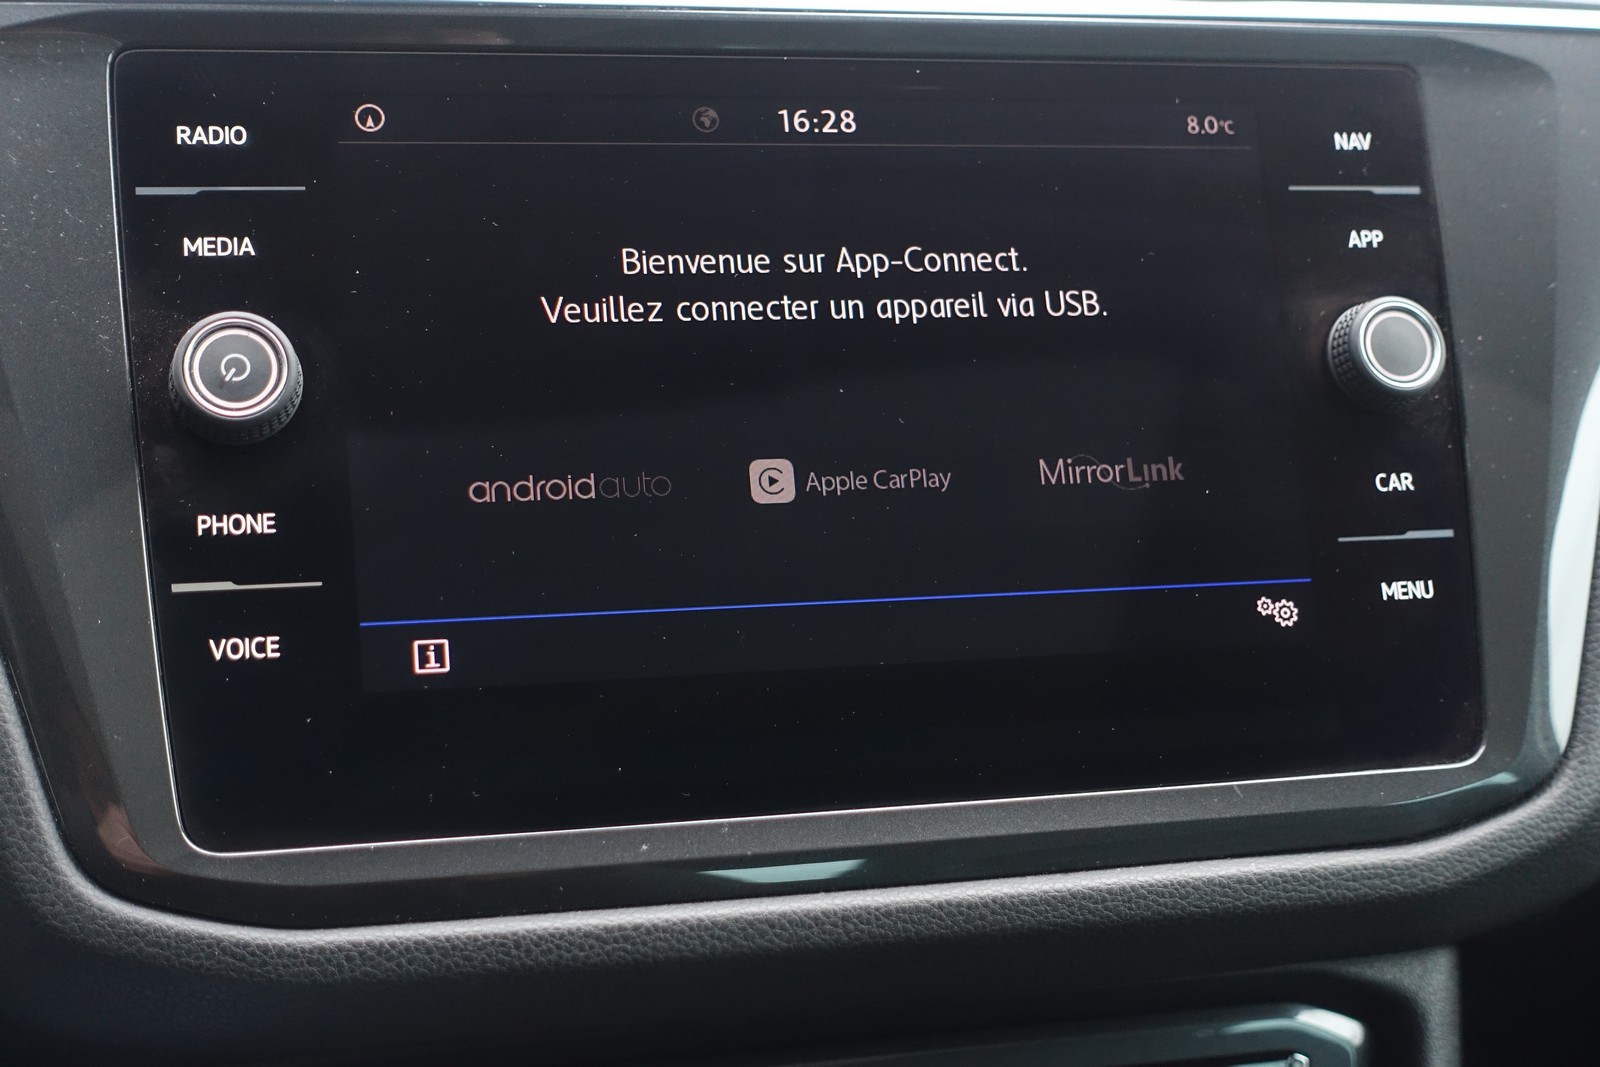 RADIO
MEDIA
PHONE
VOICE
16:28
8.0°C
Bienvenue sur App-Connect.
Veuillez connecter un appareil via USB.
androidauto
Apple CarPlay
MirrorLink
i
NAV
APP
CAR
MENU